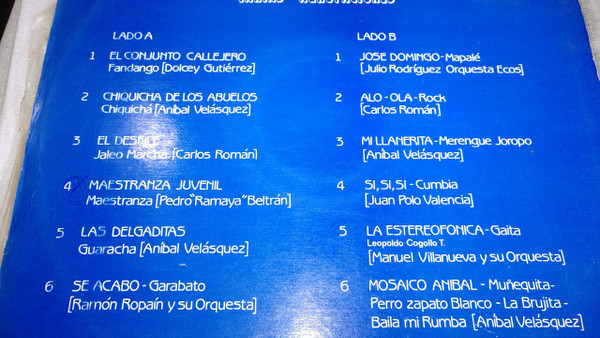 LADO A
1 EL CONJUNTO CALLEJERO
Fandango [Dolcey Gutiérrez]
2 CHIQUICHA DE LOS ABUELOS
Chiquichá [Aníbal Velásquez]
3 EL DESFILE
Jaleo Marcha [Carlos Román]
4 MAESTRANZA JUVENIL
Maestranza [Pedro "Ramaya" Beltrán]
5 LAS DELGADITAS
Guaracha [Aníbal Velásquez]
6 SE ACABO - Garabato
[Ramón Ropaín y su Orquesta]
LADO B
1 JOSE DOMINGO - Mapalé
[Julio Rodríguez Orquesta Ecos]
2 ALO - OLA - Rock
[Carlos Román]
3 MI LLANERITA - Merengue Joropo
[Aníbal Velásquez]
4 SI, SI, SI - Cumbia
[Juan Polo Valencia]
5 LA ESTEREOFONICA - Gaita
Leopoldo Cogollo T.
[Manuel Villanueva y su Orquesta]
6 MOSAICO ANIBAL - Muñequita -
Perro zapato Blanco - La Brujita -
Baila mi Rumba [Aníbal Velásquez]